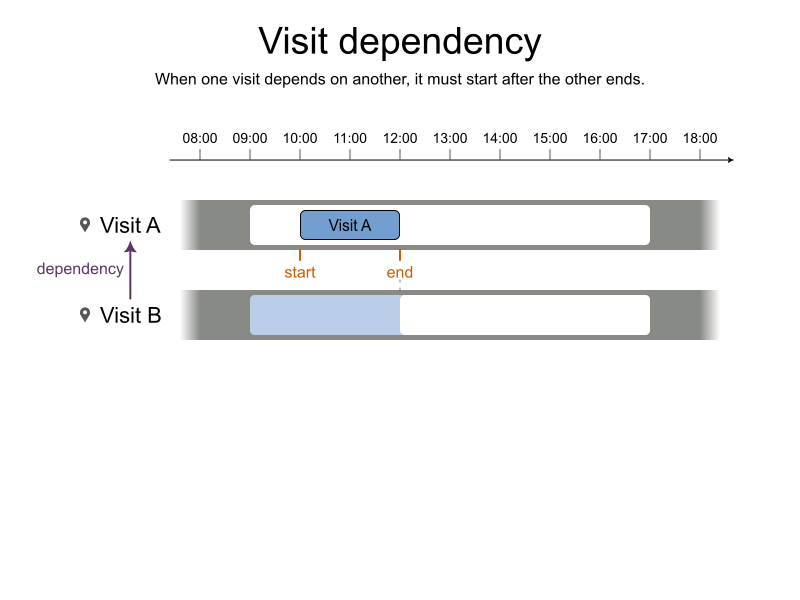 Visit dependency
When one visit depends on another, it must start after the other ends.
08:00 09:00 10:00 11:00 12:00 13:00 14:00 15:00 16:00 17:00 18:00
Visit A
Visit A
start
end
dependency
Visit B